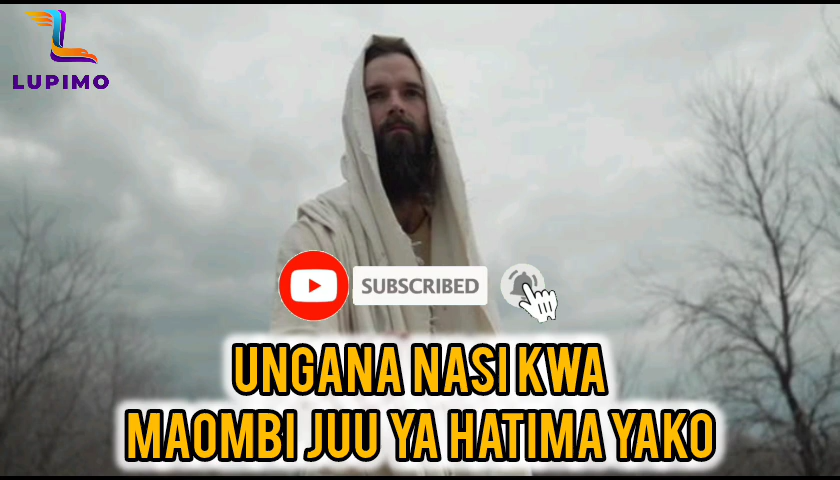 LUPIMO
SUBSCRIBED
UNGANA NASI KWA
MAOMBI JUU YA HATIMA YAKO